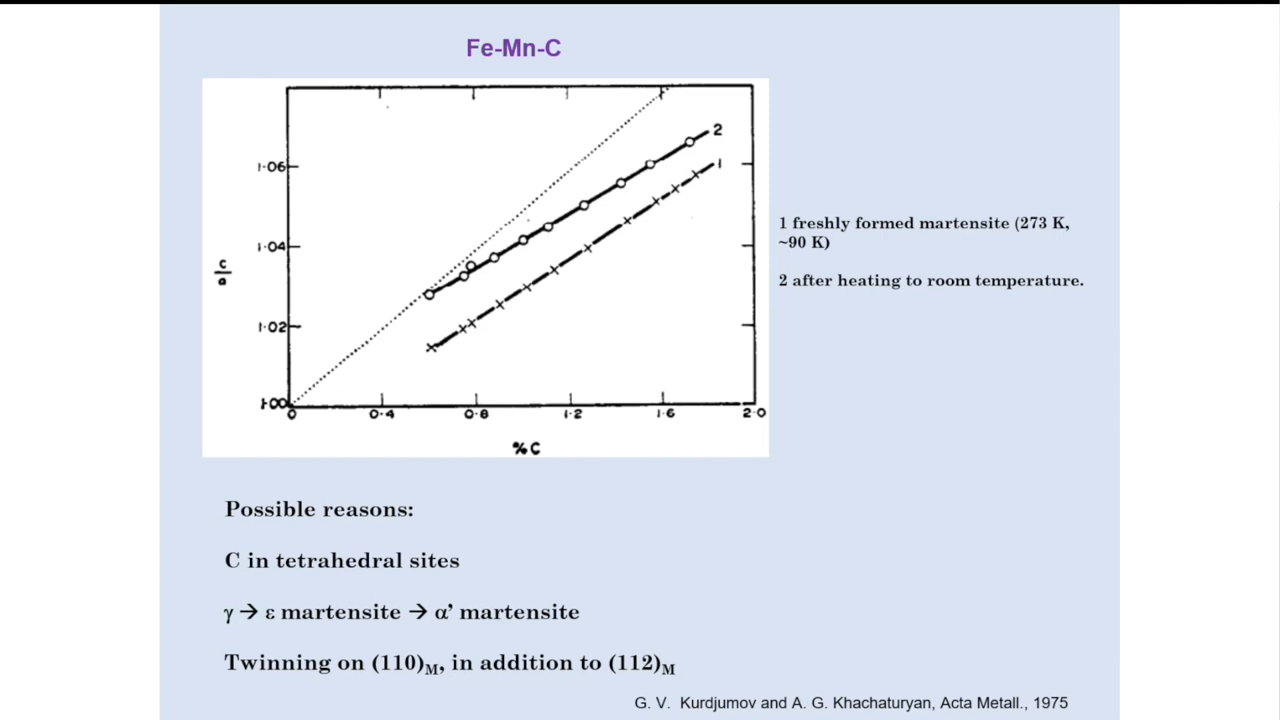 Fe-Mn-C
2
1
1·06
1·04
c/a
1·02
1·00
0 0·4 0·8 1·2 1·6 2·0
%C
1 freshly formed martensite (273 K,
~90 K)
2 after heating to room temperature.
Possible reasons:
C in tetrahedral sites
γ → ε martensite → α’ martensite
Twinning on (110)M, in addition to (112)M
G. V. Kurdjumov and A. G. Khachaturyan, Acta Metall., 1975